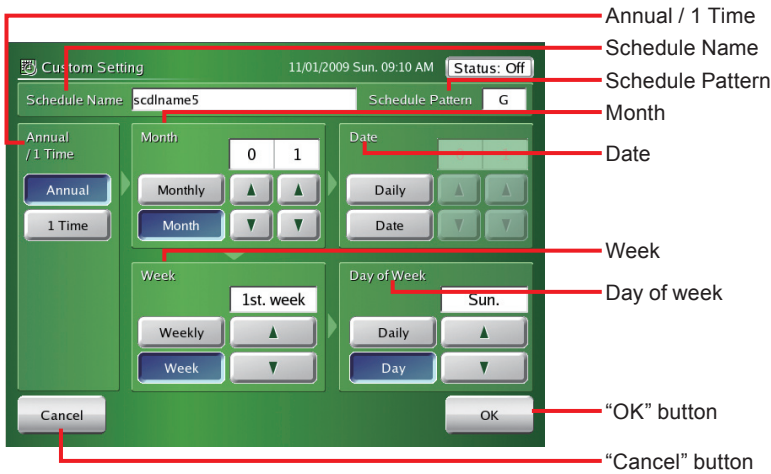 Annual / 1 Time
Custom Setting 11/01/2009 Sun. 09:10 AM Status: Off
Schedule Name
Schedule Name scdlname5 Schedule Pattern G
Schedule Pattern
Month
Annual
/ 1 Time
Month 0 1
Date 0 1
Date
Annual
Monthly
Daily
1 Time
Month
Date
Week
Week 1st. week
Day of Week Sun.
Day of week
Weekly
Daily
Week
Day
Cancel
OK
“OK” button
“Cancel” button